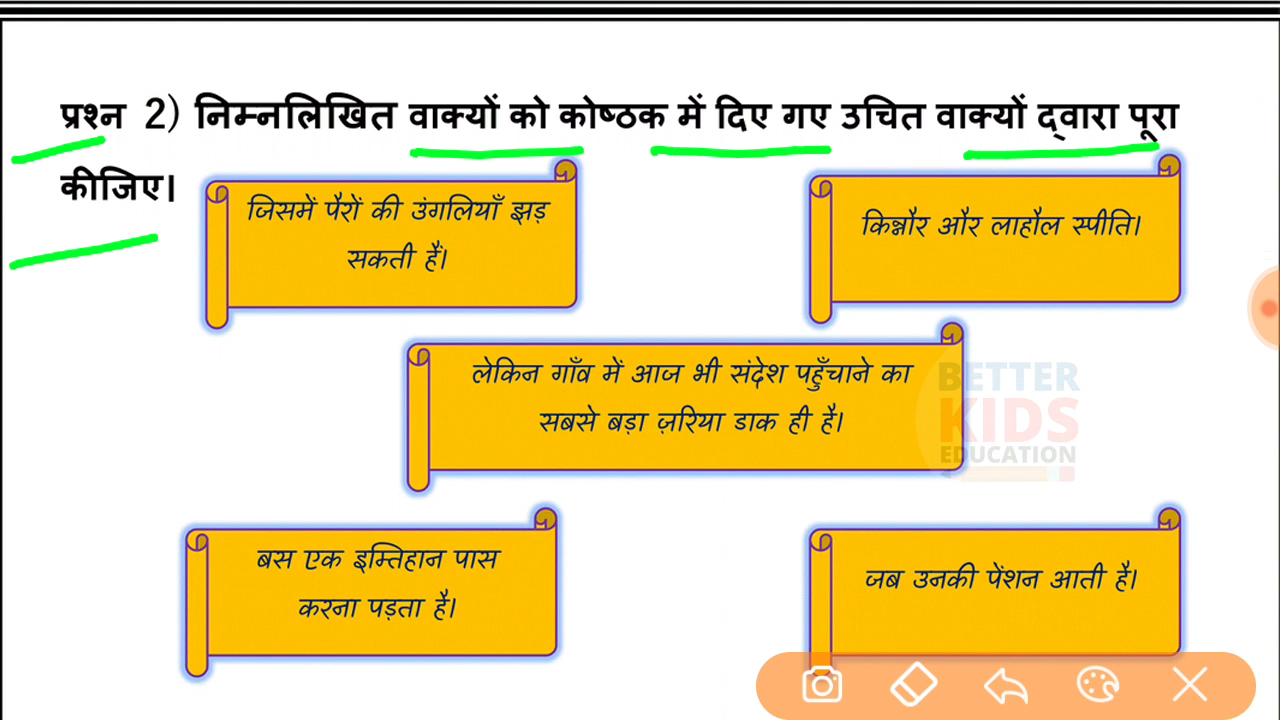 प्रश्न 2) निम्नलिखित वाक्यों को कोष्ठक में दिए गए उचित वाक्यों द्वारा पूरा
कीजिए।
जिसमें पैरों की उंगलियाँ झड़
सकती हैं।
किन्नौर और लाहौल स्पीति।
लेकिन गाँव में आज भी संदेश पहुँचाने का
सबसे बड़ा ज़रिया डाक ही है।
BETTER
KIDS
EDUCATION
बस एक इम्तिहान पास
करना पड़ता है।
जब उनकी पेंशन आती है।